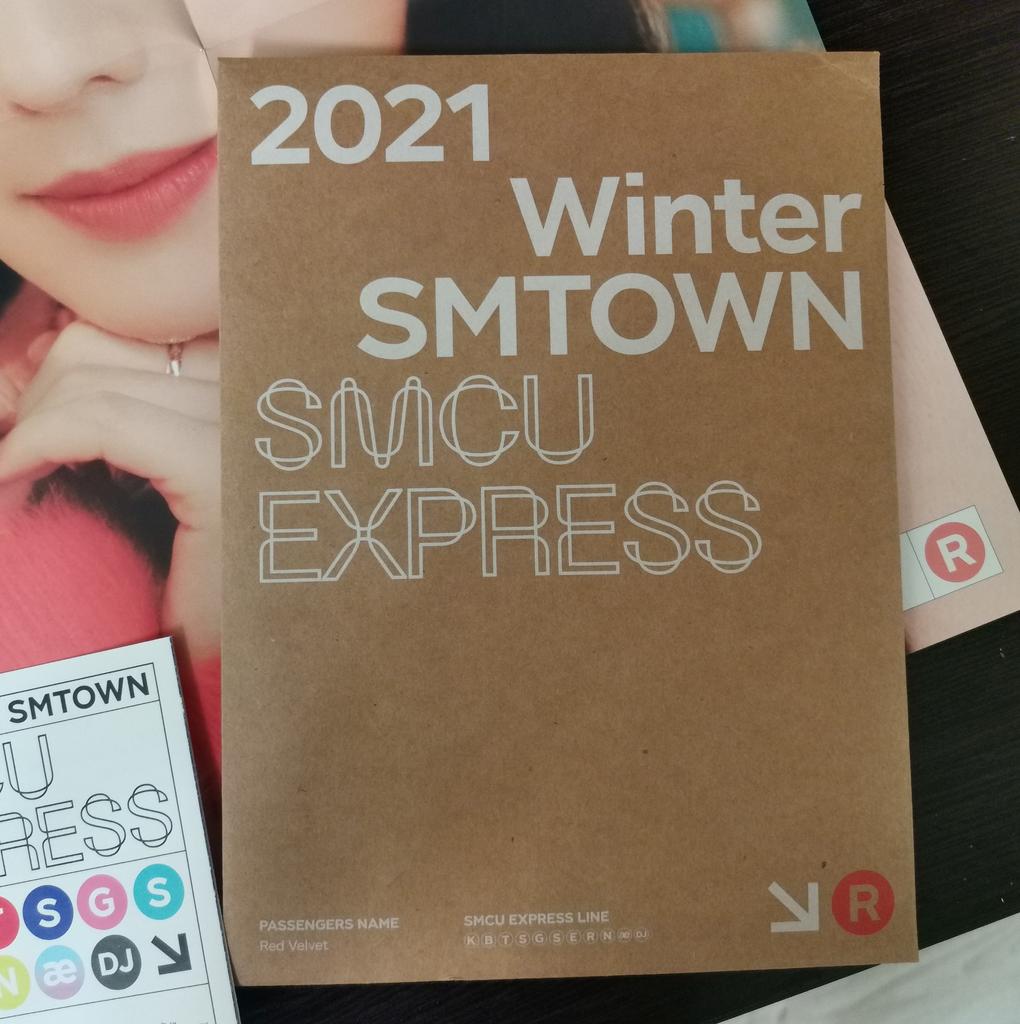 2021
Winter
SMTOWN
SMCU
EXPRESS
PASSENGERS NAME
Red Velvet
SMCU EXPRESS LINE
K B T S G S E R N æ DJ
R
R
SMTOWN
CU
RESS
T S G S
N æ DJ